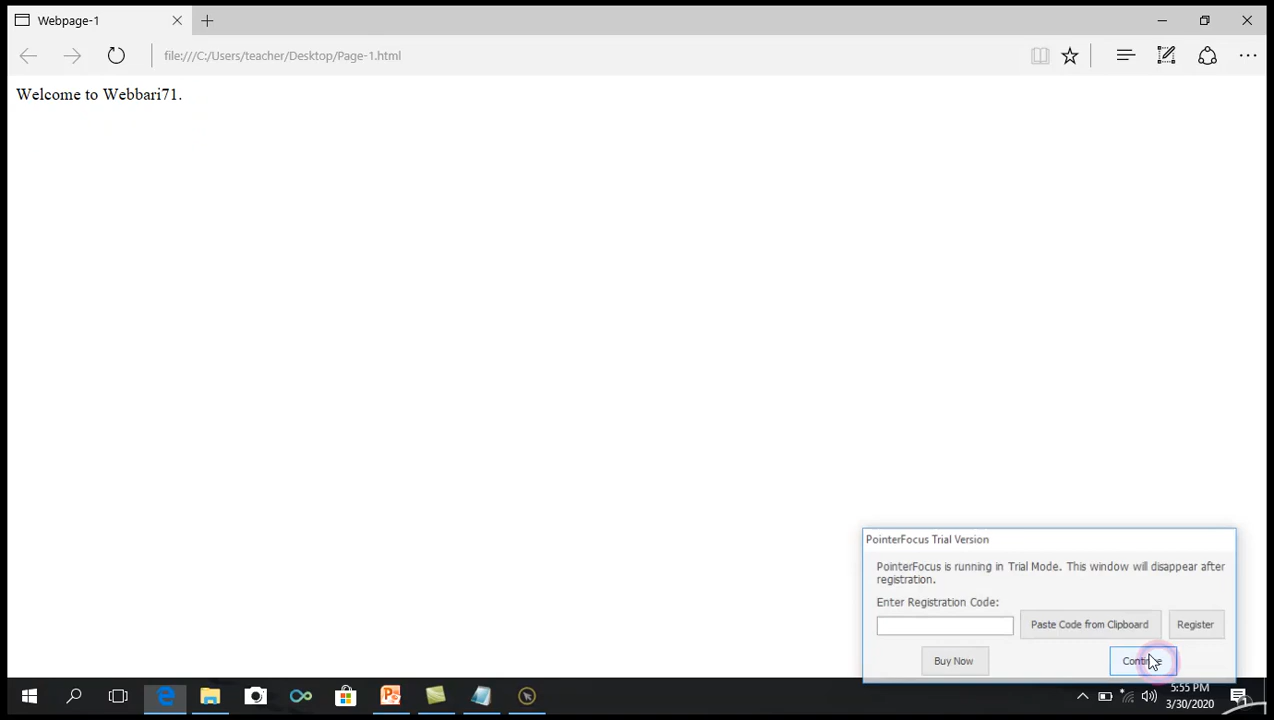 Webpage-1
file:///C:/Users/teacher/Desktop/Page-1.html
Welcome to Webbari71.
PointerFocus Trial Version
PointerFocus is running in Trial Mode. This window will disappear after
registration.
Enter Registration Code:
Paste Code from Clipboard Register
Buy Now Continue
5:55 PM
3/30/2020